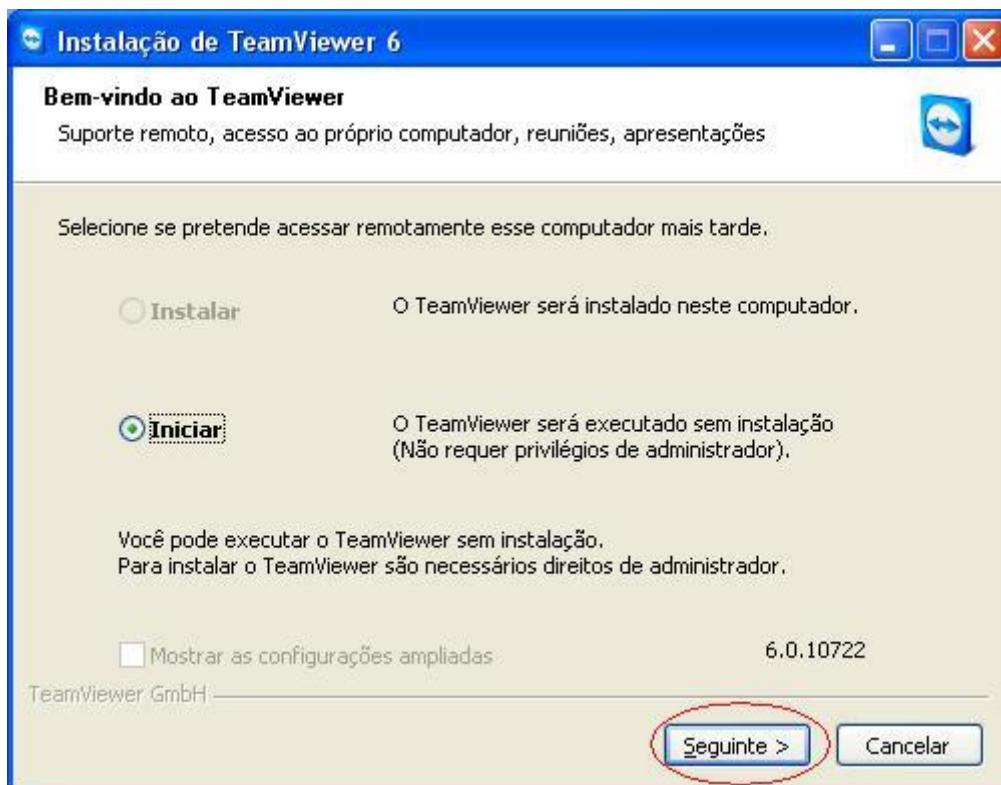 Instalação de TeamViewer 6
Bem-vindo ao TeamViewer
Suporte remoto, acesso ao próprio computador, reuniões, apresentações
Selecione se pretende acessar remotamente esse computador mais tarde.
Instalar
O TeamViewer será instalado neste computador.
Iniciar
O TeamViewer será executado sem instalação
(Não requer privilégios de administrador).
Você pode executar o TeamViewer sem instalação.
Para instalar o TeamViewer são necessários direitos de administrador.
Mostrar as configurações ampliadas
6.0.10722
TeamViewer GmbH
Seguinte >
Cancelar